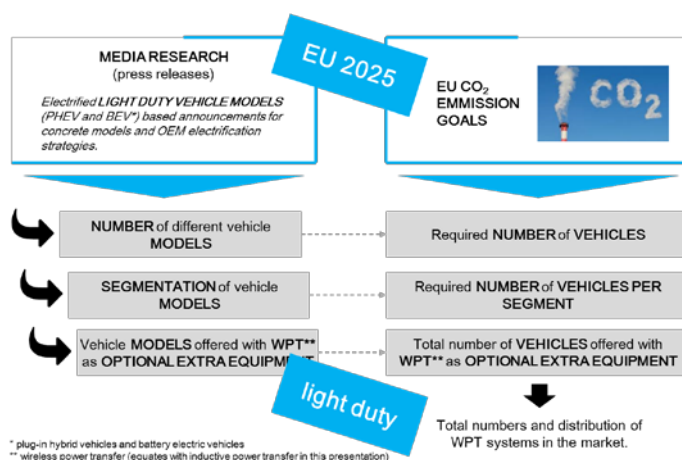 MEDIA RESEARCH
(press releases)
Electrified LIGHT DUTY VEHICLE MODELS
(PHEV and BEV*) based announcements for
concrete models and OEM electrification
strategies.
EU 2025
EU CO₂
EMMISSION
GOALS
CO2
NUMBER of different vehicle
MODELS
Required NUMBER of VEHICLES
SEGMENTATION of vehicle
MODELS
Required NUMBER of VEHICLES PER
SEGMENT
Vehicle MODELS offered with WPT**
as OPTIONAL EXTRA EQUIPMENT
Total number of VEHICLES offered with
WPT** as OPTIONAL EXTRA EQUIPMENT
light duty
Total numbers and distribution of
WPT systems in the market.
* plug-in hybrid vehicles and battery electric vehicles
** wireless power transfer (equates with inductive power transfer in this presentation)